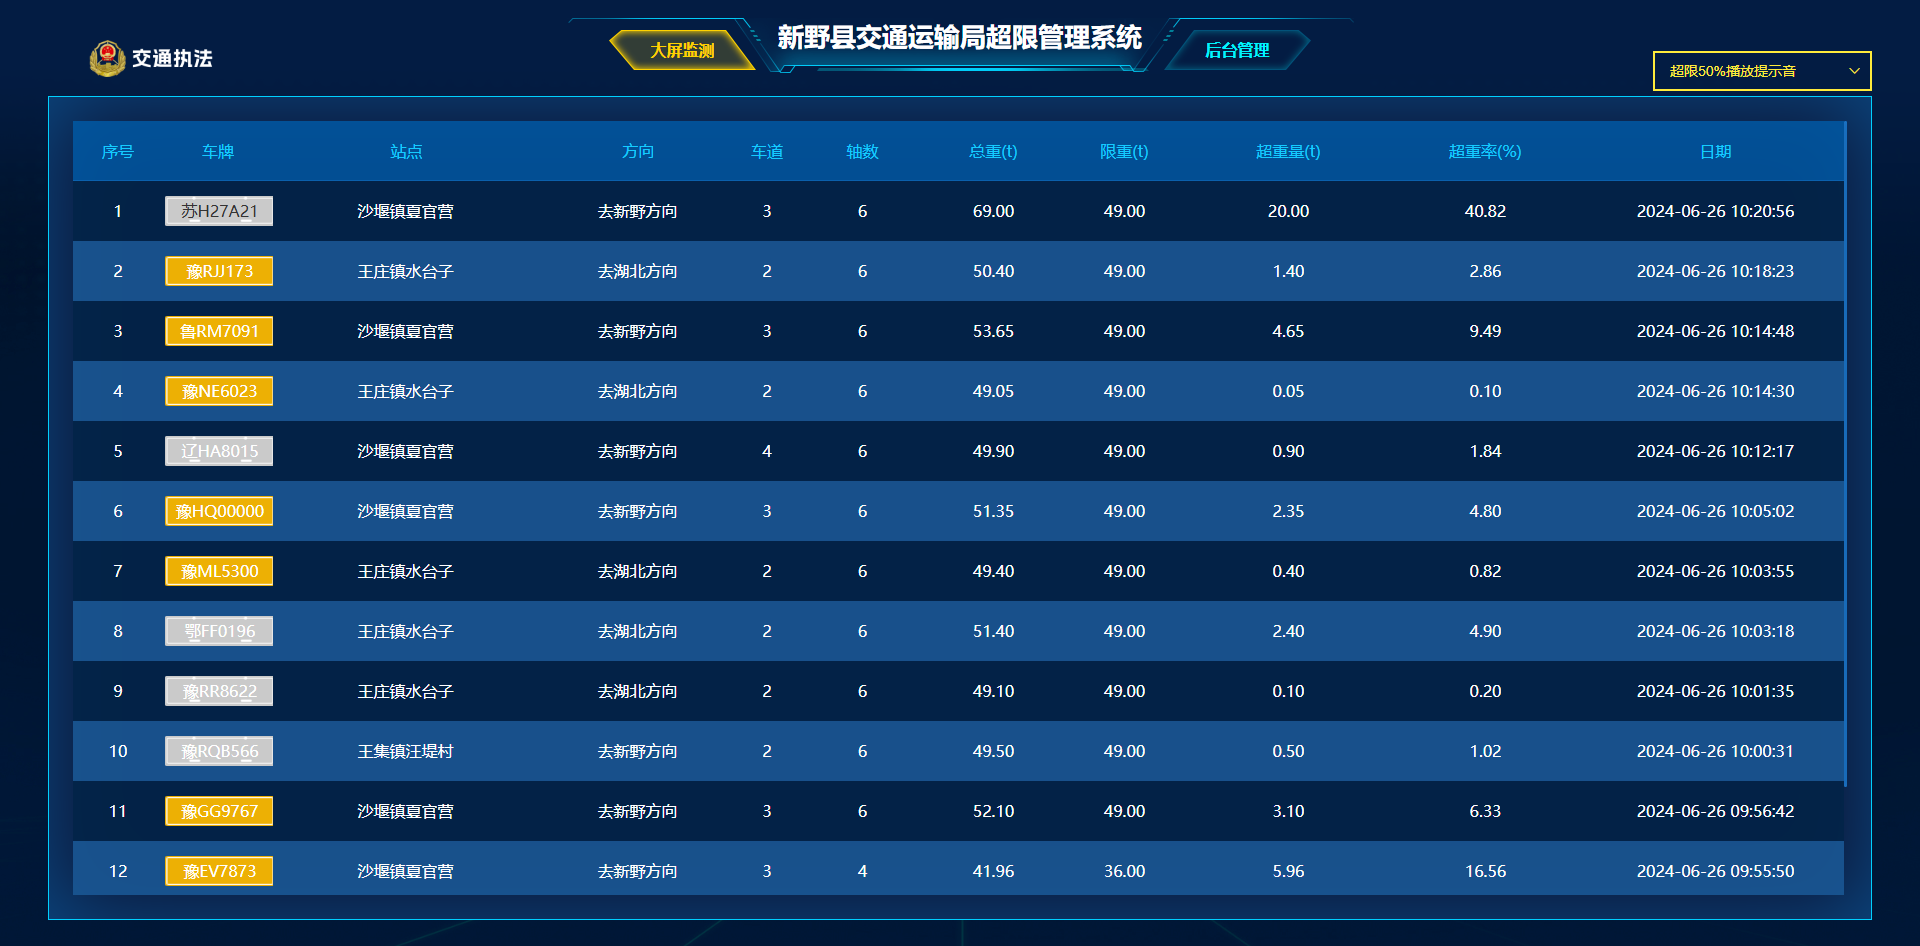 交通执法
大屏监测
新野县交通运输局超限管理系统
后台管理
超限50%播放提示音
序号 车牌 站点 方向 车道 轴数 总重(t) 限重(t) 超重量(t) 超重率(%) 日期
1 苏H27A21 沙堰镇夏官营 去新野方向 3 6 69.00 49.00 20.00 40.82 2024-06-26 10:20:56
2 豫RJJ173 王庄镇水台子 去湖北方向 2 6 50.40 49.00 1.40 2.86 2024-06-26 10:18:23
3 鲁RM7091 沙堰镇夏官营 去新野方向 3 6 53.65 49.00 4.65 9.49 2024-06-26 10:14:48
4 豫NE6023 王庄镇水台子 去湖北方向 2 6 49.05 49.00 0.05 0.10 2024-06-26 10:14:30
5 辽HA8015 沙堰镇夏官营 去新野方向 4 6 49.90 49.00 0.90 1.84 2024-06-26 10:12:17
6 豫HQ00000 沙堰镇夏官营 去新野方向 3 6 51.35 49.00 2.35 4.80 2024-06-26 10:05:02
7 豫ML5300 王庄镇水台子 去湖北方向 2 6 49.40 49.00 0.40 0.82 2024-06-26 10:03:55
8 鄂FF0196 王庄镇水台子 去湖北方向 2 6 51.40 49.00 2.40 4.90 2024-06-26 10:03:18
9 豫RR8622 王庄镇水台子 去湖北方向 2 6 49.10 49.00 0.10 0.20 2024-06-26 10:01:35
10 豫RQB566 王集镇汪堤村 去新野方向 2 6 49.50 49.00 0.50 1.02 2024-06-26 10:00:31
11 豫GG9767 沙堰镇夏官营 去新野方向 3 6 52.10 49.00 3.10 6.33 2024-06-26 09:56:42
12 豫EV7873 沙堰镇夏官营 去新野方向 3 4 41.96 36.00 5.96 16.56 2024-06-26 09:55:50